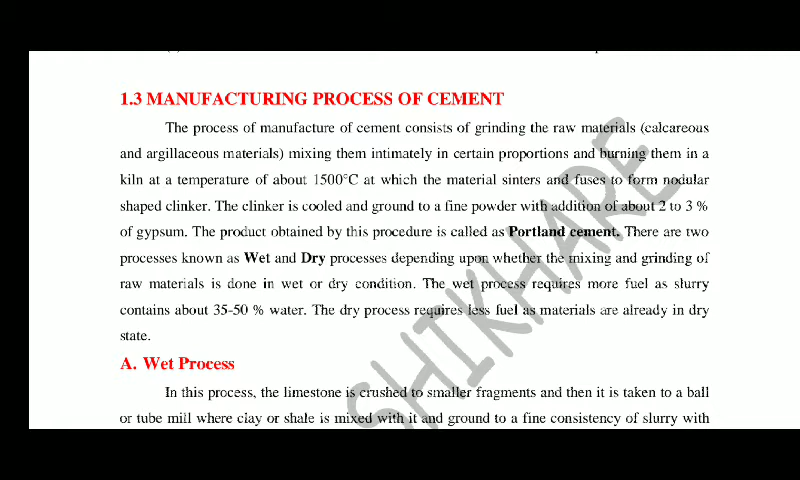 1.3 MANUFACTURING PROCESS OF CEMENT
The process of manufacture of cement consists of grinding the raw materials (calcareous
and argillaceous materials) mixing them intimately in certain proportions and burning them in a
kiln at a temperature of about 1500°C at which the material sinters and fuses to form nodular
shaped clinker. The clinker is cooled and ground to a fine powder with addition of about 2 to 3 %
of gypsum. The product obtained by this procedure is called as Portland cement. There are two
processes known as Wet and Dry processes depending upon whether the mixing and grinding of
raw materials is done in wet or dry condition. The wet process requires more fuel as slurry
contains about 35-50 % water. The dry process requires less fuel as materials are already in dry
state.
A. Wet Process
In this process, the limestone is crushed to smaller fragments and then it is taken to a ball
or tube mill where clay or shale is mixed with it and ground to a fine consistency of slurry with
SHIKHARE